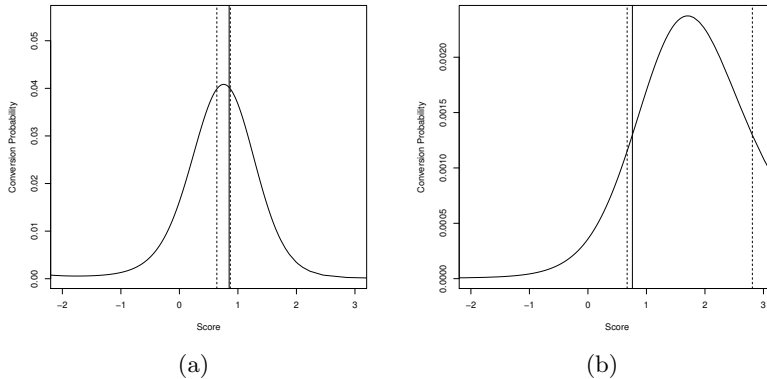 0.05
0.04
0.03
0.02
0.01
0.00
Conversion Probability
-2 -1 0 1 2 3
Score
(a)
0.0020
0.0015
0.0010
0.0005
0.0000
Conversion Probability
-2 -1 0 1 2 3
Score
(b)